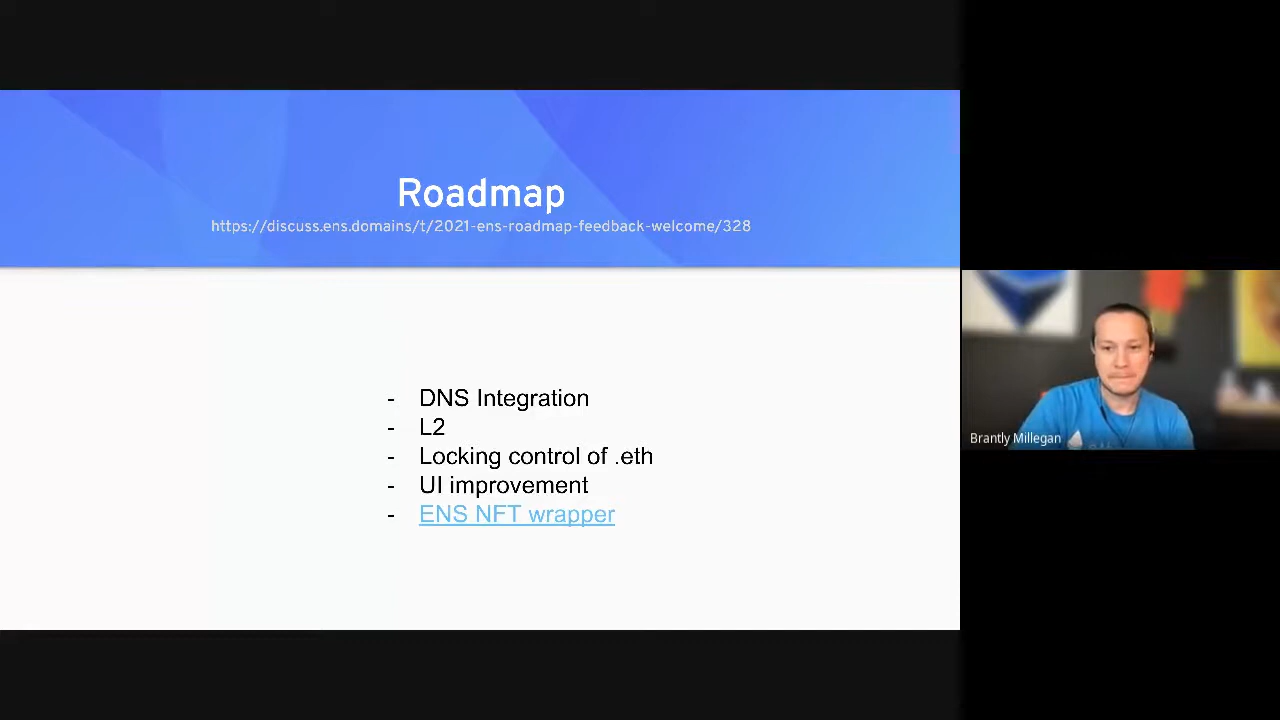 Roadmap
https://discuss.ens.domains/t/2021-ens-roadmap-feedback-welcome/328
- DNS Integration
- L2
- Locking control of .eth
- UI improvement
- ENS NFT wrapper
Brantly Millegan